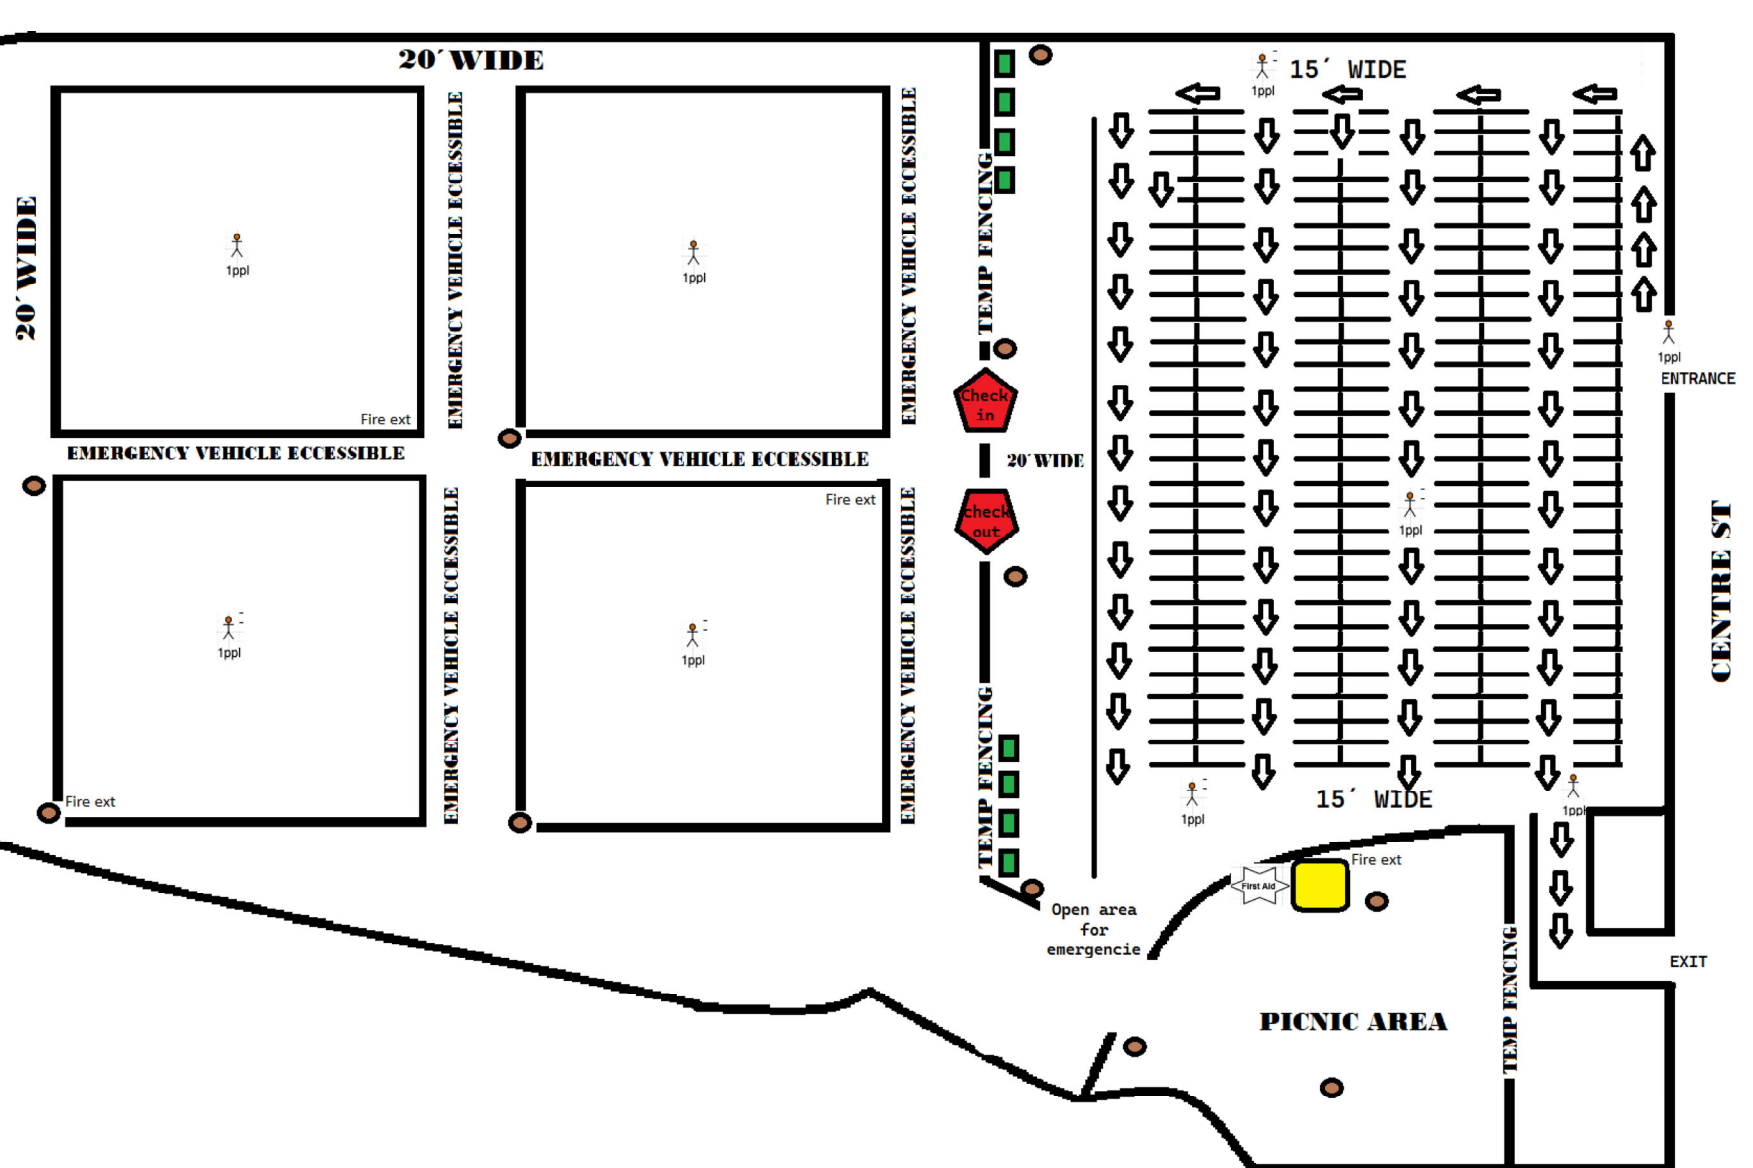 20´ WIDE
15´ WIDE
1ppl
EMERGENCY VEHICLE ECCESSIBLE
EMERGENCY VEHICLE ECCESSIBLE
TEMP FENCING
20´ WIDE
1ppl
1ppl
1ppl
ENTRANCE
Check
in
Fire ext
EMERGENCY VEHICLE ECCESSIBLE
EMERGENCY VEHICLE ECCESSIBLE
20´ WIDE
Fire ext
check
out
1ppl
CENTRE ST
EMERGENCY VEHICLE ECCESSIBLE
EMERGENCY VEHICLE ECCESSIBLE
1ppl
1ppl
TEMP FENCING
Fire ext
15´ WIDE
1ppl
1ppl
Fire ext
First Aid
Open area
for
emergencie
TEMP FENCING
EXIT
PICNIC AREA